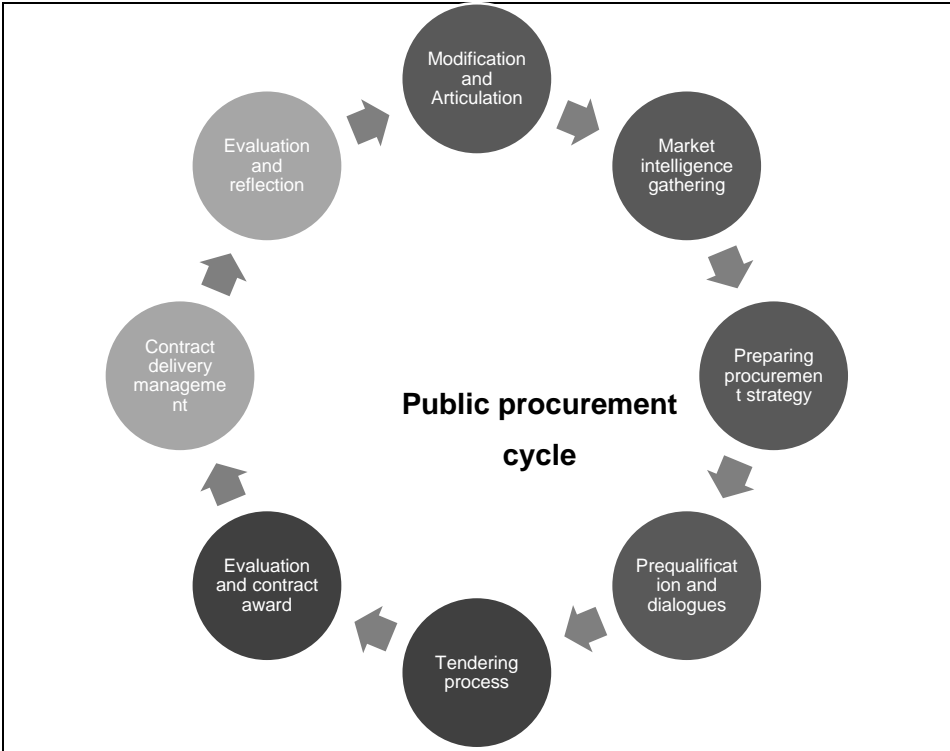 Modification
and
Articulation
Market
intelligence
gathering
Preparing
procuremen
t strategy
Prequalificat
ion and
dialogues
Tendering
process
Evaluation
and contract
award
Contract
delivery
manageme
nt
Evaluation
and
reflection
Public procurement
cycle